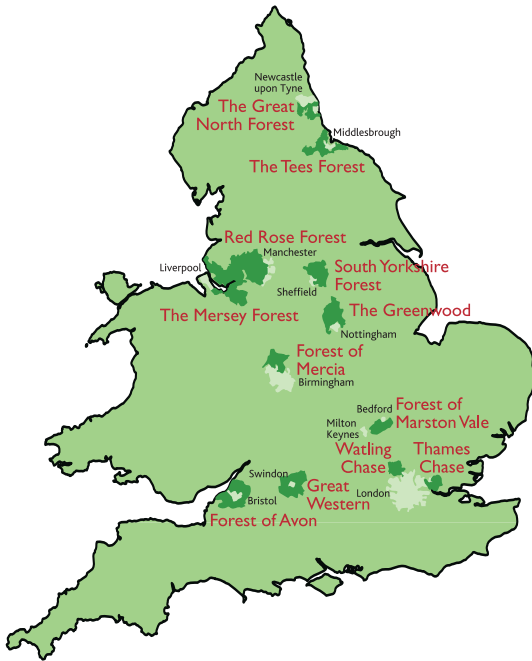 Newcastle
upon Tyne
The Great
North Forest
Middlesbrough
The Tees Forest
Red Rose Forest
Manchester
Liverpool
South Yorkshire
Forest
Sheffield
The Mersey Forest
The Greenwood
Nottingham
Forest of
Mercia
Birmingham
Bedford
Forest of
Marston Vale
Milton
Keynes
Watling
Chase
Thames
Chase
Swindon
Great
Western
London
Bristol
Forest of Avon